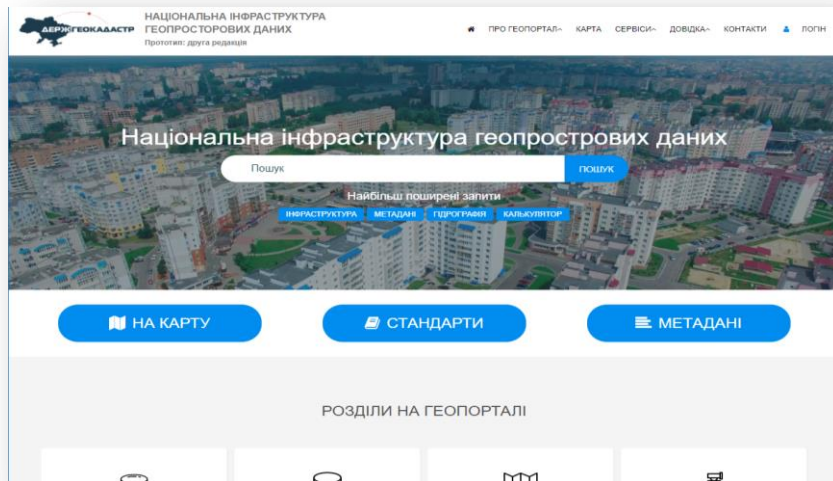 ДЕРЖГЕОКАДАСТР
НАЦІОНАЛЬНА ІНФРАСТРУКТУРА
ГЕОПРОСТОРОВИХ ДАНИХ
Прототип: друга редакція
ПРО ГЕОПОРТАЛ КАРТА СЕРВІСИ ДОВІДКА КОНТАКТИ ЛОГІН
Національна інфраструктура геопрострових даних
Пошук ПОШУК
Найбільш поширені запити
ІНФРАСТРУКТУРА МЕТАДАНІ ГІДРОГРАФІЯ КАЛЬКУЛЯТОР
НА КАРТУ СТАНДАРТИ МЕТАДАНІ
РОЗДІЛИ НА ГЕОПОРТАЛІ